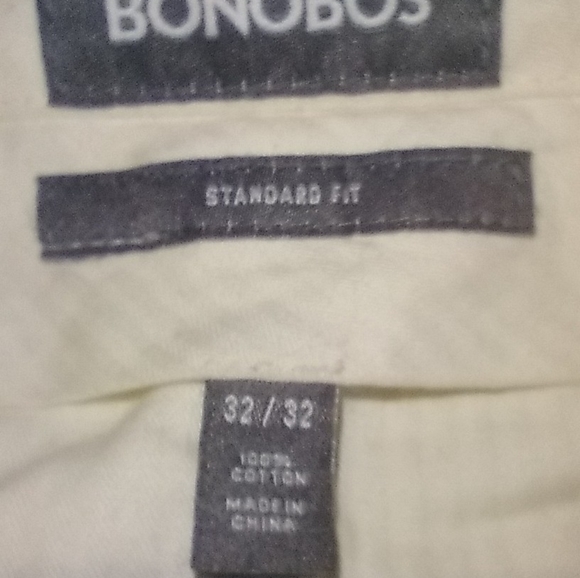 BONOBOS
STANDARD FIT
32 / 32
100%
COTTON
MADE IN
CHINA